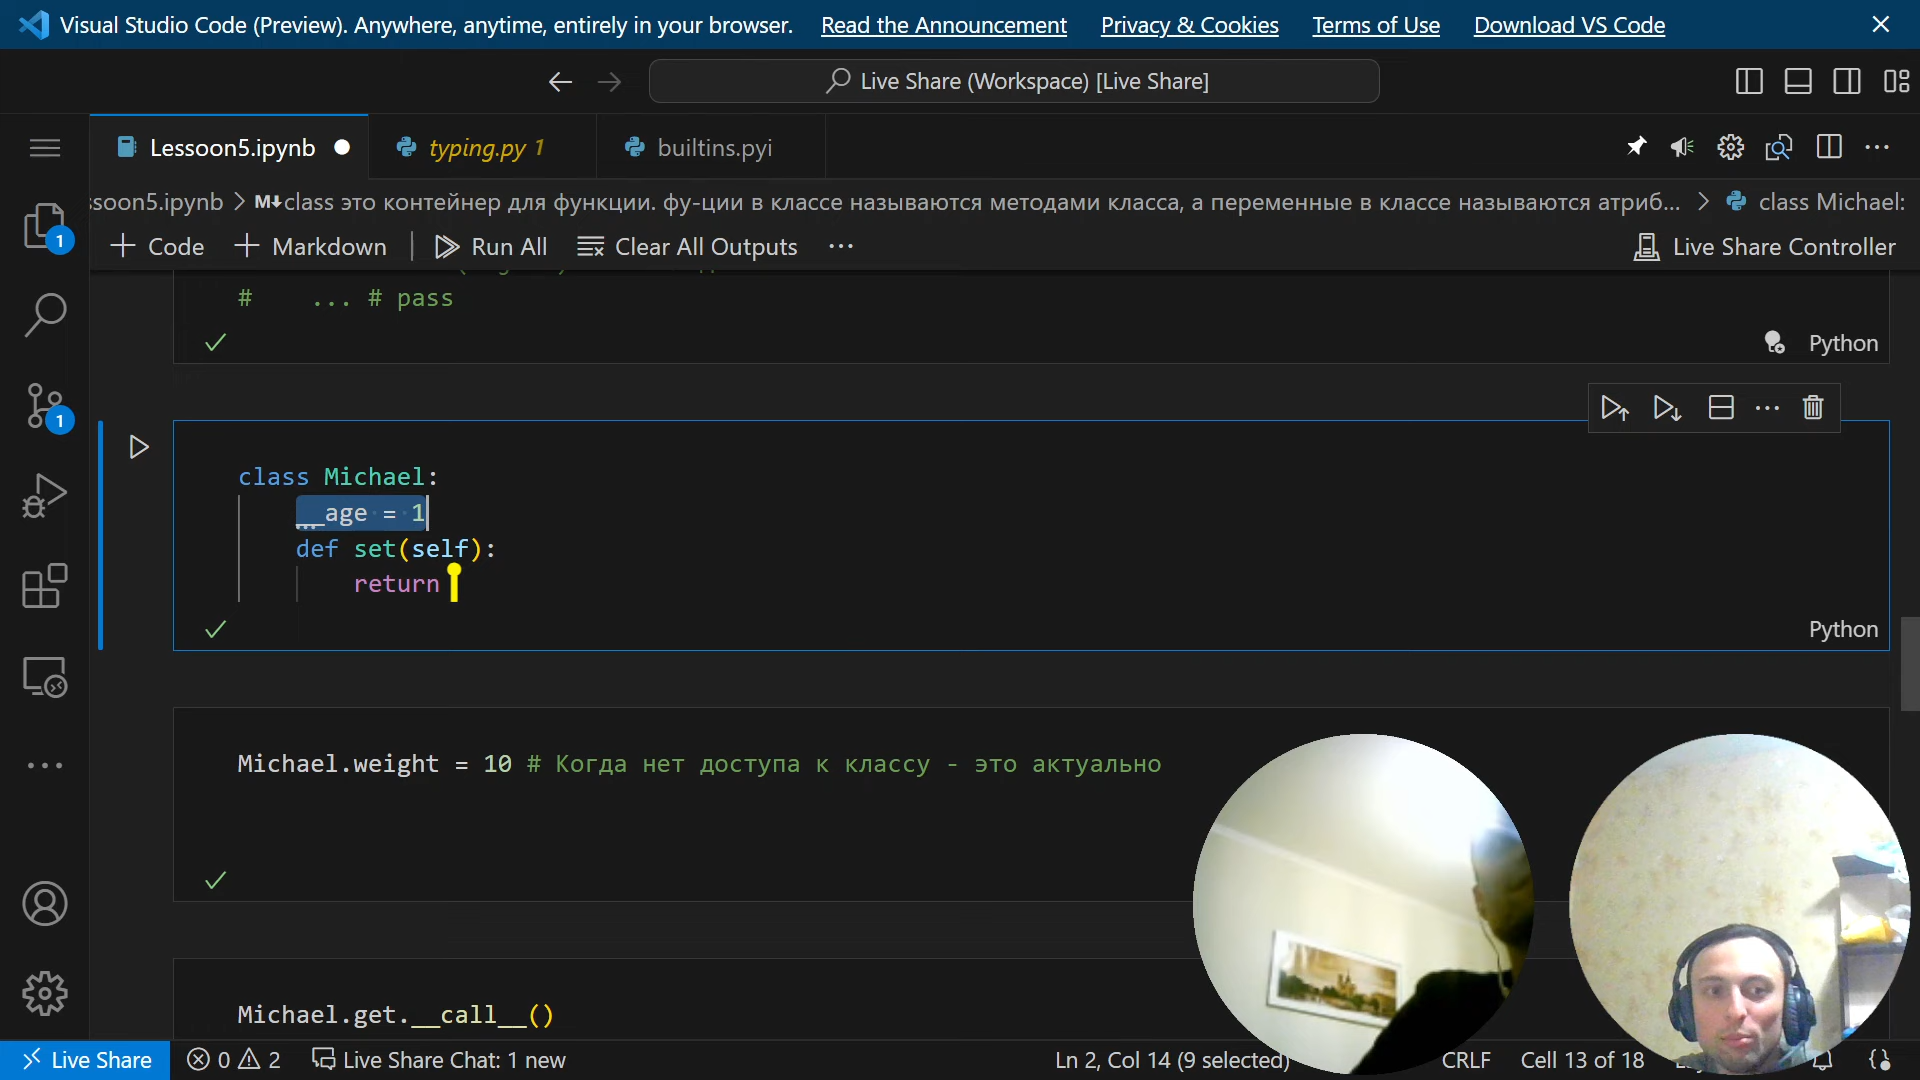 Visual Studio Code (Preview). Anywhere, anytime, entirely in your browser. Read the Announcement Privacy & Cookies Terms of Use Download VS Code
Live Share (Workspace) [Live Share]
Lessoon5.ipynb typing.py 1 builtins.pyi
ssoon5.ipynb > M↓class это контейнер для функции. фу-ции в классе называются методами класса, а переменные в классе называются атриб... > class Michael:
+ Code + Markdown | Run All Clear All Outputs ... Live Share Controller
1
1
# ... # pass
Python
class Michael:
__age = 1
def set(self):
return
Python
Michael.weight = 10 # Когда нет доступа к классу - это актуально
Michael.get.__call__()
Live Share 0 2 Live Share Chat: 1 new Ln 2, Col 14 (9 selected) CRLF Cell 13 of 18